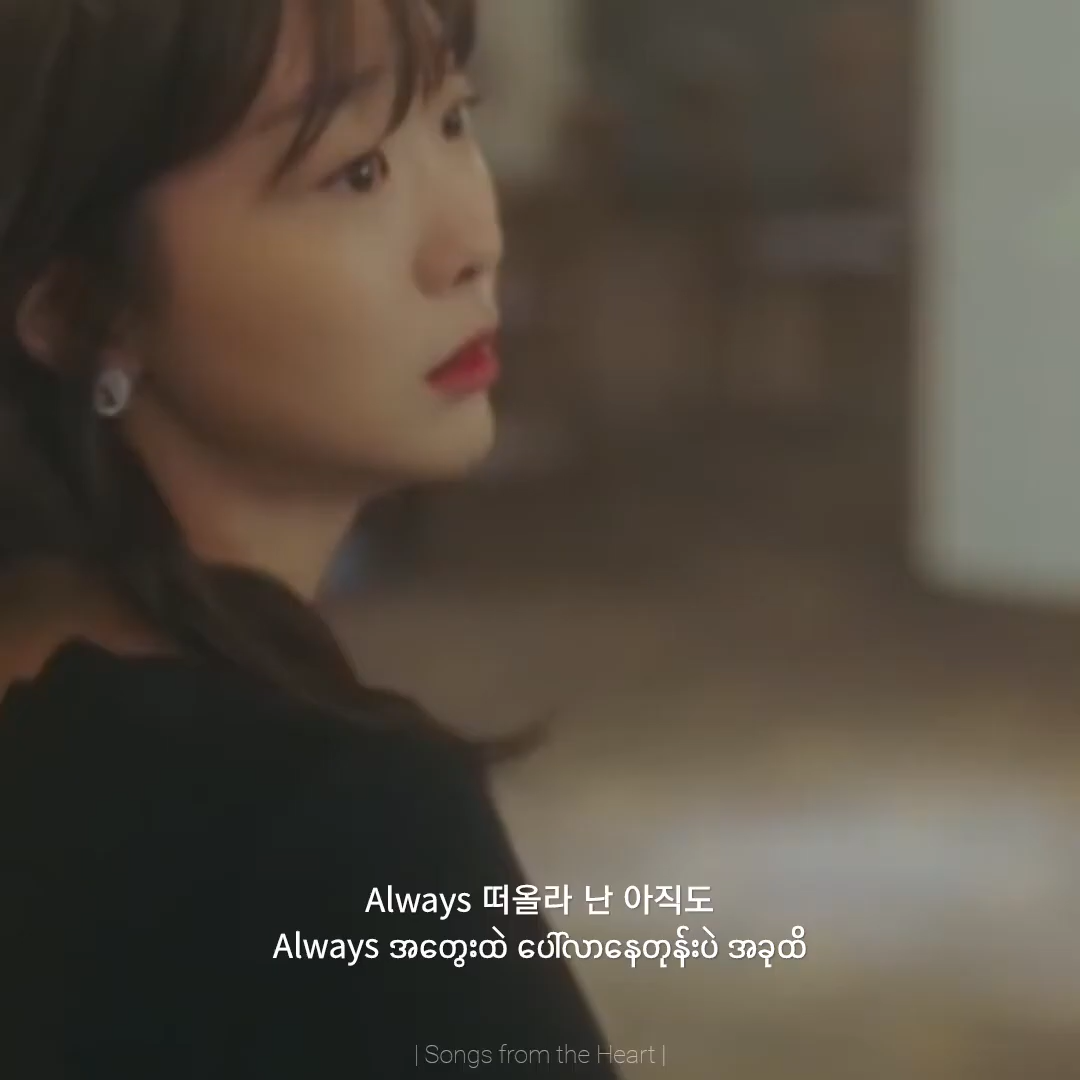 Always 떠올라 난 아직도
Always အတွေးထဲ ပေါ်လာနေတုန်းပဲ အခုထိ
| Songs from the Heart |